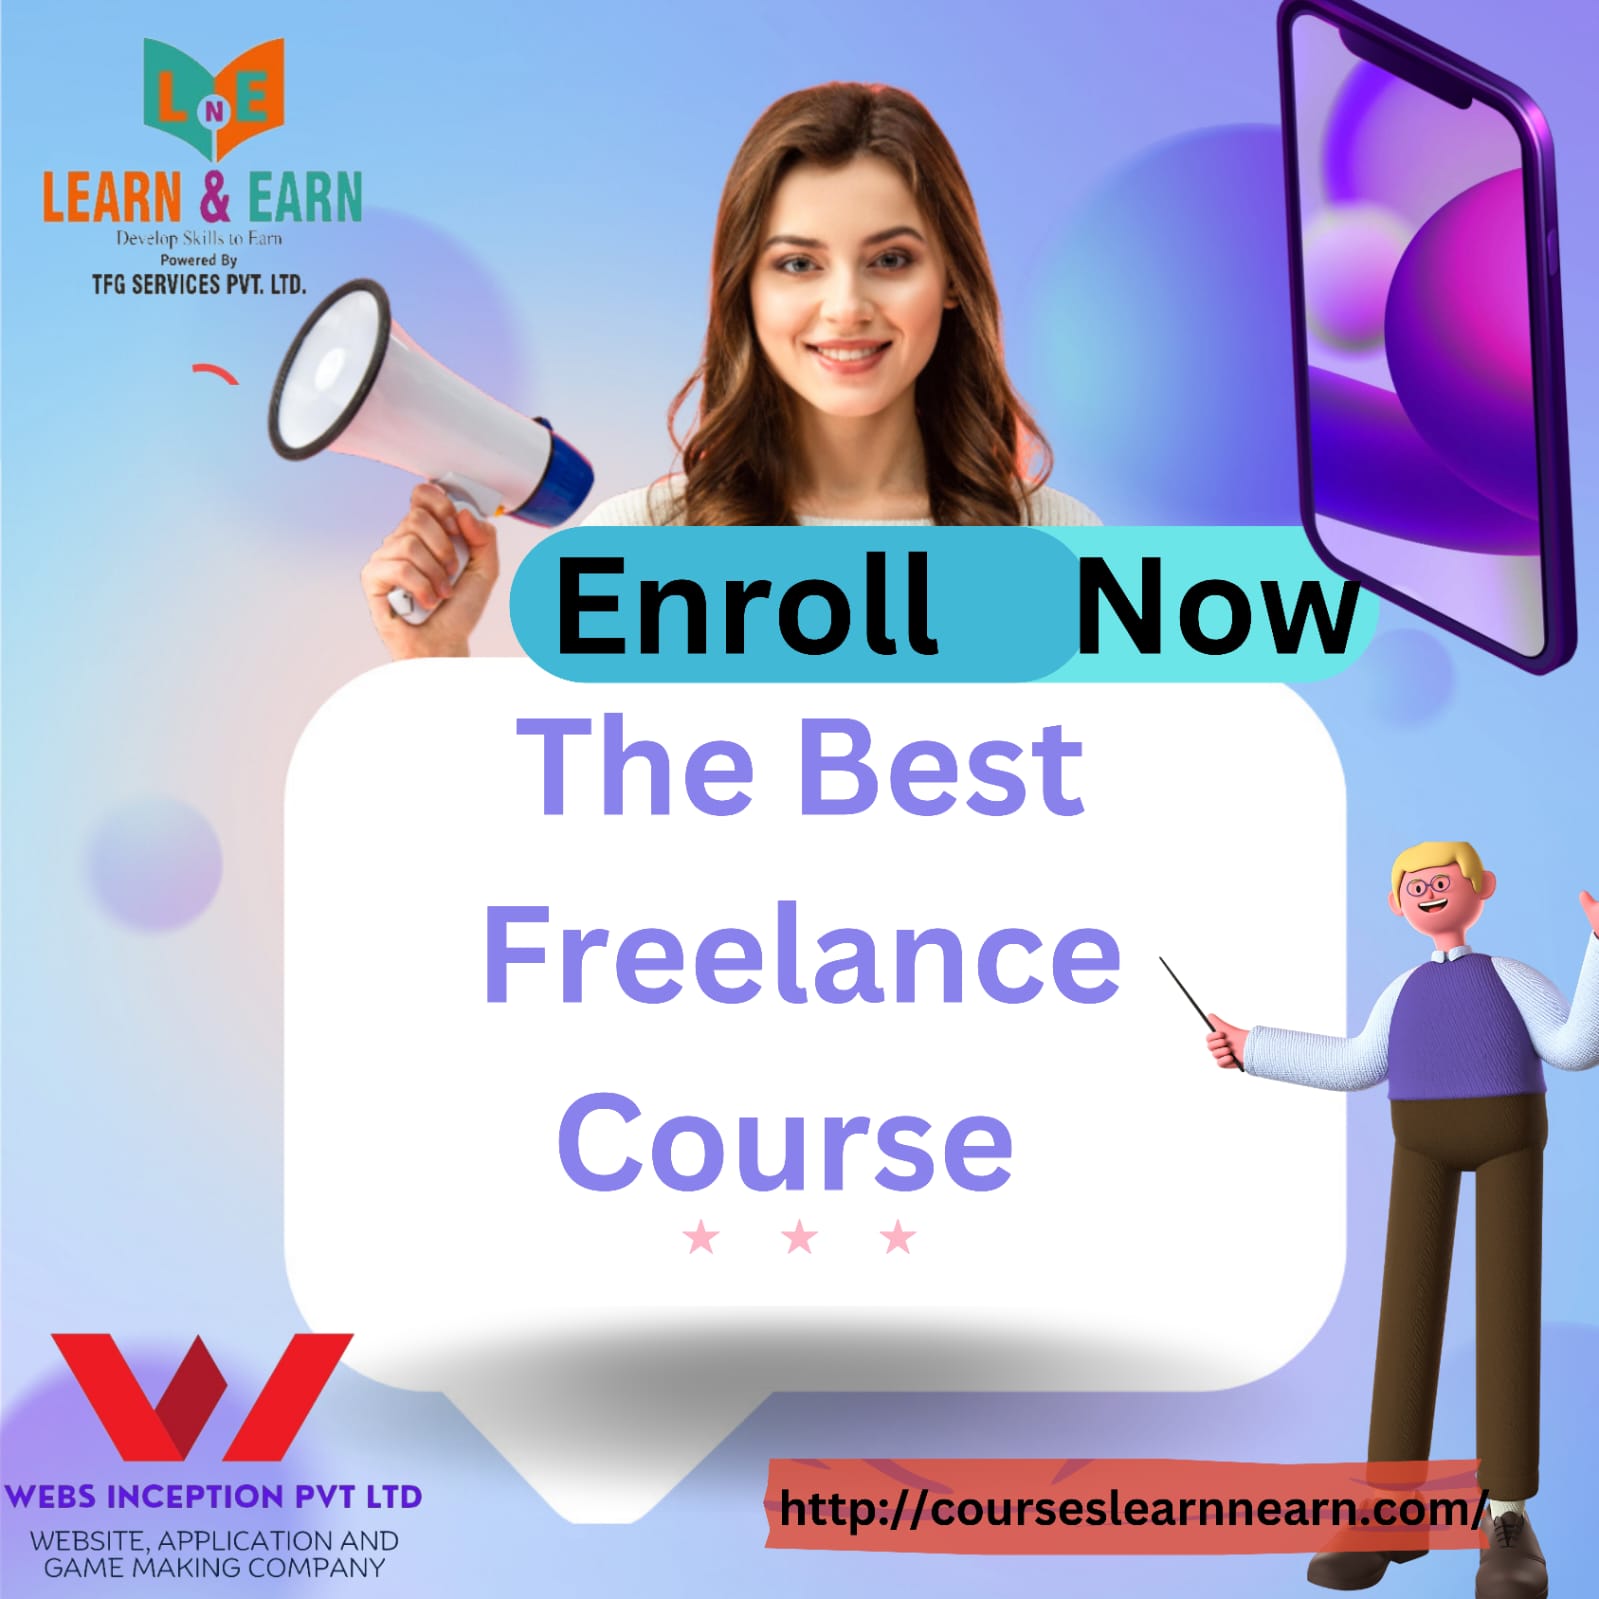 L N E
LEARN & EARN
Develop Skills to Earn
Powered By
TFG SERVICES PVT. LTD.
Enroll Now
The Best
Freelance
Course
WEBS INCEPTION PVT LTD
WEBSITE, APPLICATION AND
GAME MAKING COMPANY
http://courseslearnnearn.com/